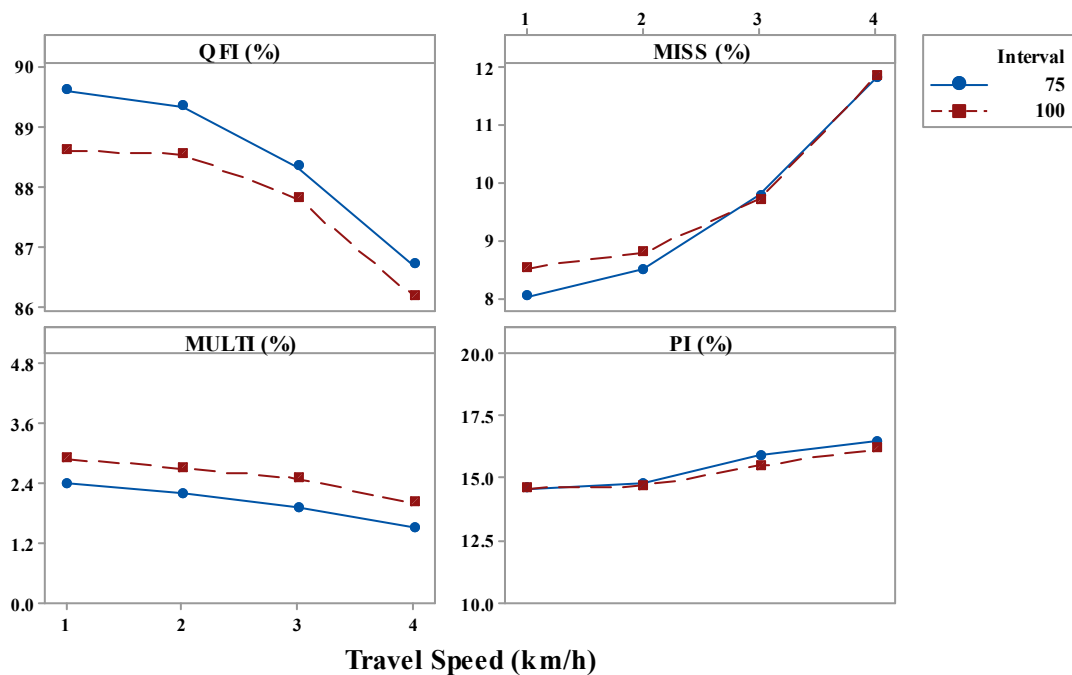 1 2 3 4
QFI (%)
MISS (%)
90
89
88
87
86
12
11
10
9
8
Interval
75
100
MULTI (%)
PI (%)
4.8
3.6
2.4
1.2
0.0
20.0
17.5
15.0
12.5
10.0
1 2 3 4
Travel Speed (km/h)